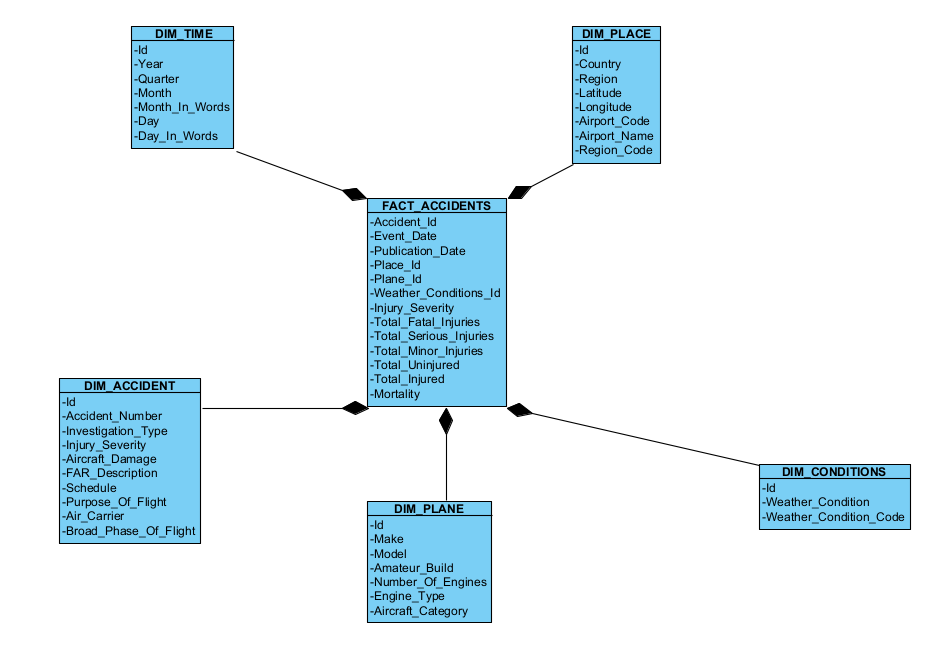 DIM_TIME
-Id
-Year
-Quarter
-Month
-Month_In_Words
-Day
-Day_In_Words
DIM_PLACE
-Id
-Country
-Region
-Latitude
-Longitude
-Airport_Code
-Airport_Name
-Region_Code
FACT_ACCIDENTS
-Accident_Id
-Event_Date
-Publication_Date
-Place_Id
-Plane_Id
-Weather_Conditions_Id
-Injury_Severity
-Total_Fatal_Injuries
-Total_Serious_Injuries
-Total_Minor_Injuries
-Total_Uninjured
-Total_Injured
-Mortality
DIM_ACCIDENT
-Id
-Accident_Number
-Investigation_Type
-Injury_Severity
-Aircraft_Damage
-FAR_Description
-Schedule
-Purpose_Of_Flight
-Air_Carrier
-Broad_Phase_Of_Flight
DIM_PLANE
-Id
-Make
-Model
-Amateur_Build
-Number_Of_Engines
-Engine_Type
-Aircraft_Category
DIM_CONDITIONS
-Id
-Weather_Condition
-Weather_Condition_Code